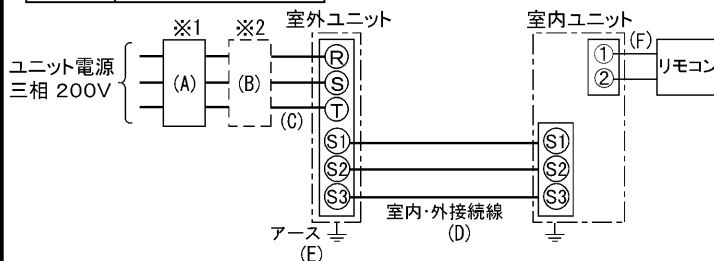 ※1
※2
室外ユニット
室内ユニット
ユニット電源
三相 200V
(A)
(B)
(C)
R
S
T
S1
S2
S3
1
2
(F)
リモコン
S1
S2
S3
室内・外接続線
(D)
アース
(E)